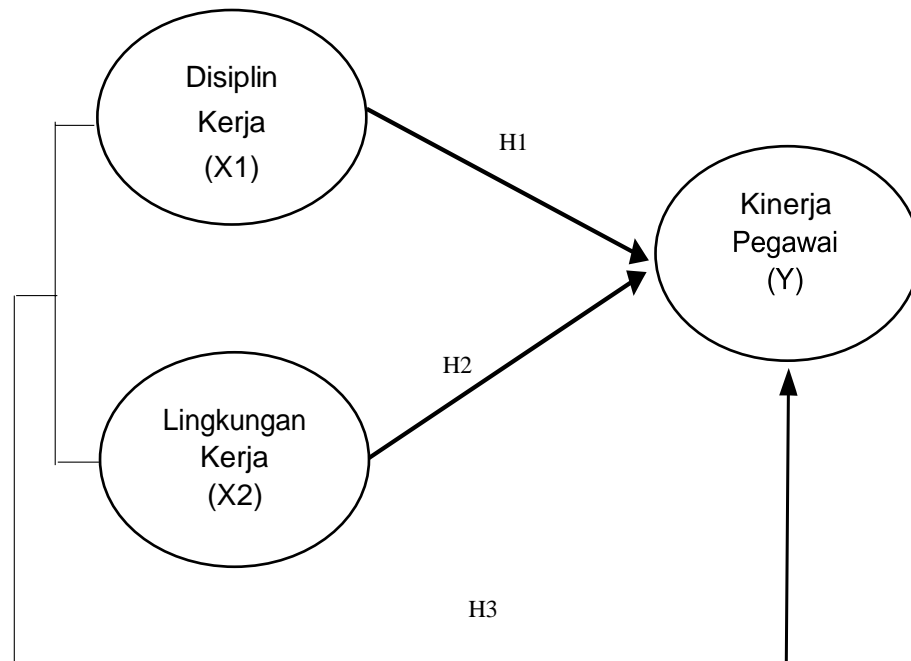 Disiplin
Kerja
(X1)
H1
Kinerja
Pegawai
(Y)
H2
Lingkungan
Kerja
(X2)
H3